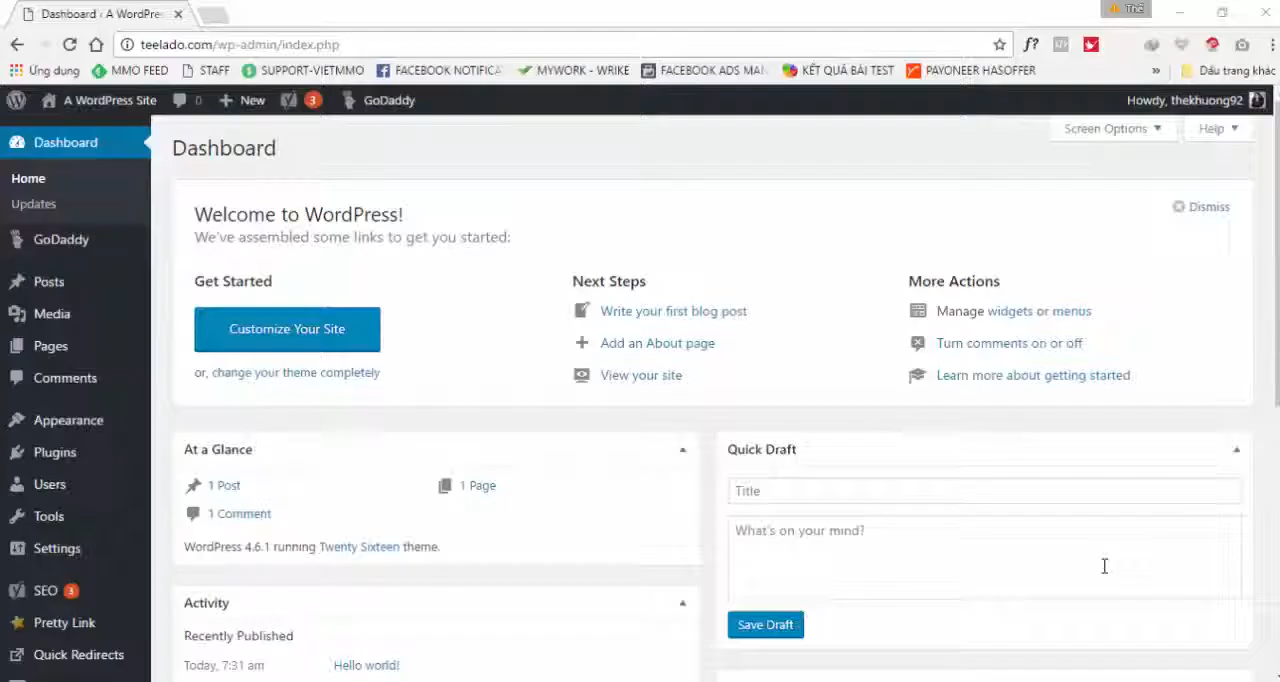 Dashboard ‹ A WordPre
Thế
teelado.com/wp-admin/index.php
f?
Ứng dụng MMO FEED STAFF SUPPORT-VIETMMO FACEBOOK NOTIFICA MYWORK - WRIKE FACEBOOK ADS MAN KẾT QUẢ BÀI TEST PAYONEER HASOFFER » Dấu trang khác
A WordPress Site 0 New 3 GoDaddy Howdy, thekhuong92
Screen Options Help
Dashboard
Home
Updates
GoDaddy
Posts
Media
Pages
Comments
Appearance
Plugins
Users
Tools
Settings
SEO 3
Pretty Link
Quick Redirects
Dashboard
Welcome to WordPress!
Dismiss
We've assembled some links to get you started:
Get Started
Customize Your Site
or, change your theme completely
Next Steps
Write your first blog post
Add an About page
View your site
More Actions
Manage widgets or menus
Turn comments on or off
Learn more about getting started
At a Glance
1 Post 1 Page
1 Comment
WordPress 4.6.1 running Twenty Sixteen theme.
Activity
Recently Published
Today, 7:31 am Hello world!
Quick Draft
Title
What's on your mind?
Save Draft